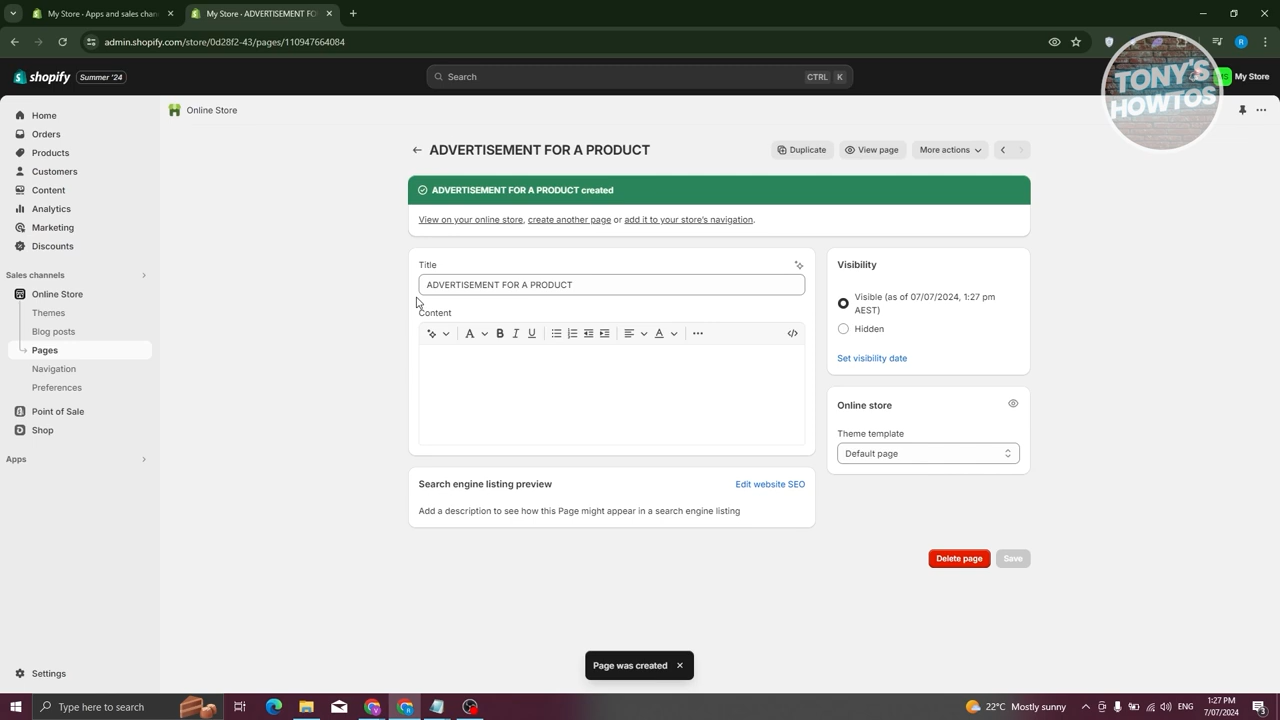 My Store · Apps and sales chan
My Store · ADVERTISEMENT FO
admin.shopify.com/store/0d28f2-43/pages/110947664084
shopify
Summer '24
Search
CTRL K
My Store
TONY'S
HOWTOS
Home
Orders
Products
Customers
Content
Analytics
Marketing
Discounts
Sales channels
Online Store
Themes
Blog posts
Pages
Navigation
Preferences
Point of Sale
Shop
Apps
Settings
Online Store
ADVERTISEMENT FOR A PRODUCT
Duplicate
View page
More actions
ADVERTISEMENT FOR A PRODUCT created
View on your online store, create another page or add it to your store's navigation.
Title
ADVERTISEMENT FOR A PRODUCT
Content
Search engine listing preview
Edit website SEO
Add a description to see how this Page might appear in a search engine listing
Visibility
Visible (as of 07/07/2024, 1:27 pm
AEST)
Hidden
Set visibility date
Online store
Theme template
Default page
Delete page
Save
Page was created
Type here to search
22°C Mostly sunny
1:27 PM
7/07/2024